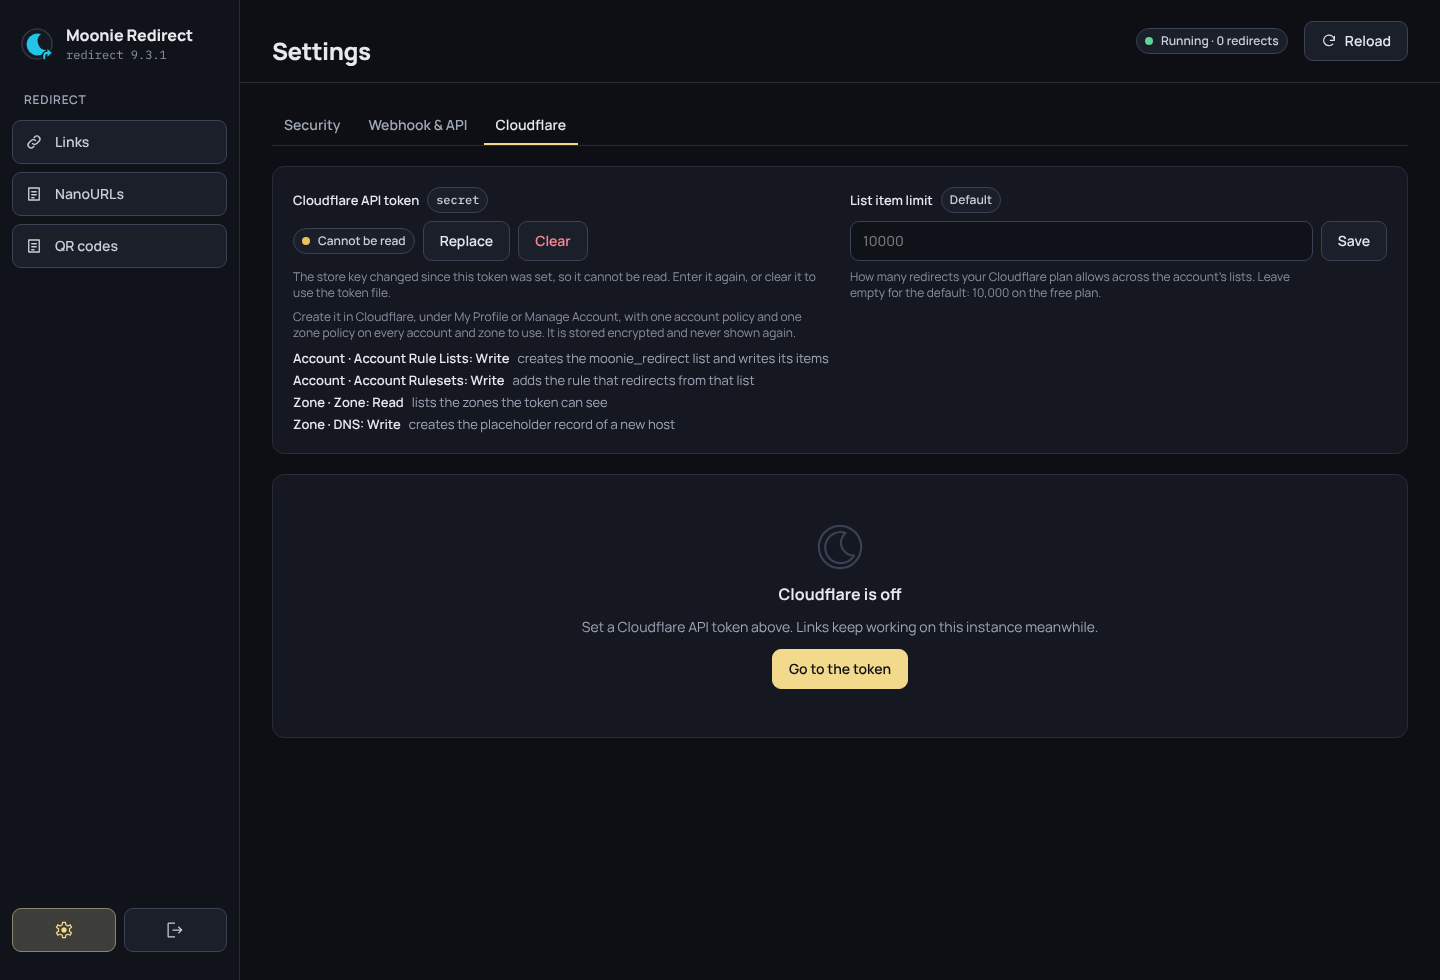 Moonie Redirect
redirect 9.3.1
REDIRECT
Links
NanoURLs
QR codes
Settings
Running · 0 redirects
Reload
Security
Webhook & API
Cloudflare
Cloudflare API token
secret
Cannot be read
Replace
Clear
The store key changed since this token was set, so it cannot be read. Enter it again, or clear it to
use the token file.
Create it in Cloudflare, under My Profile or Manage Account, with one account policy and one
zone policy on every account and zone to use. It is stored encrypted and never shown again.
Account · Account Rule Lists: Write creates the moonie_redirect list and writes its items
Account · Account Rulesets: Write adds the rule that redirects from that list
Zone · Zone: Read lists the zones the token can see
Zone · DNS: Write creates the placeholder record of a new host
List item limit
Default
10000
Save
How many redirects your Cloudflare plan allows across the account's lists. Leave
empty for the default: 10,000 on the free plan.
Cloudflare is off
Set a Cloudflare API token above. Links keep working on this instance meanwhile.
Go to the token